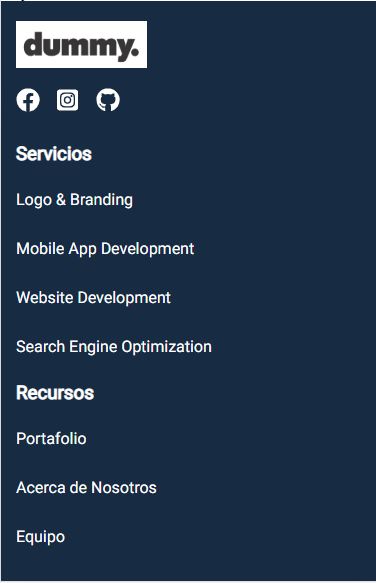 dummy.
Servicios
Logo & Branding
Mobile App Development
Website Development
Search Engine Optimization
Recursos
Portafolio
Acerca de Nosotros
Equipo